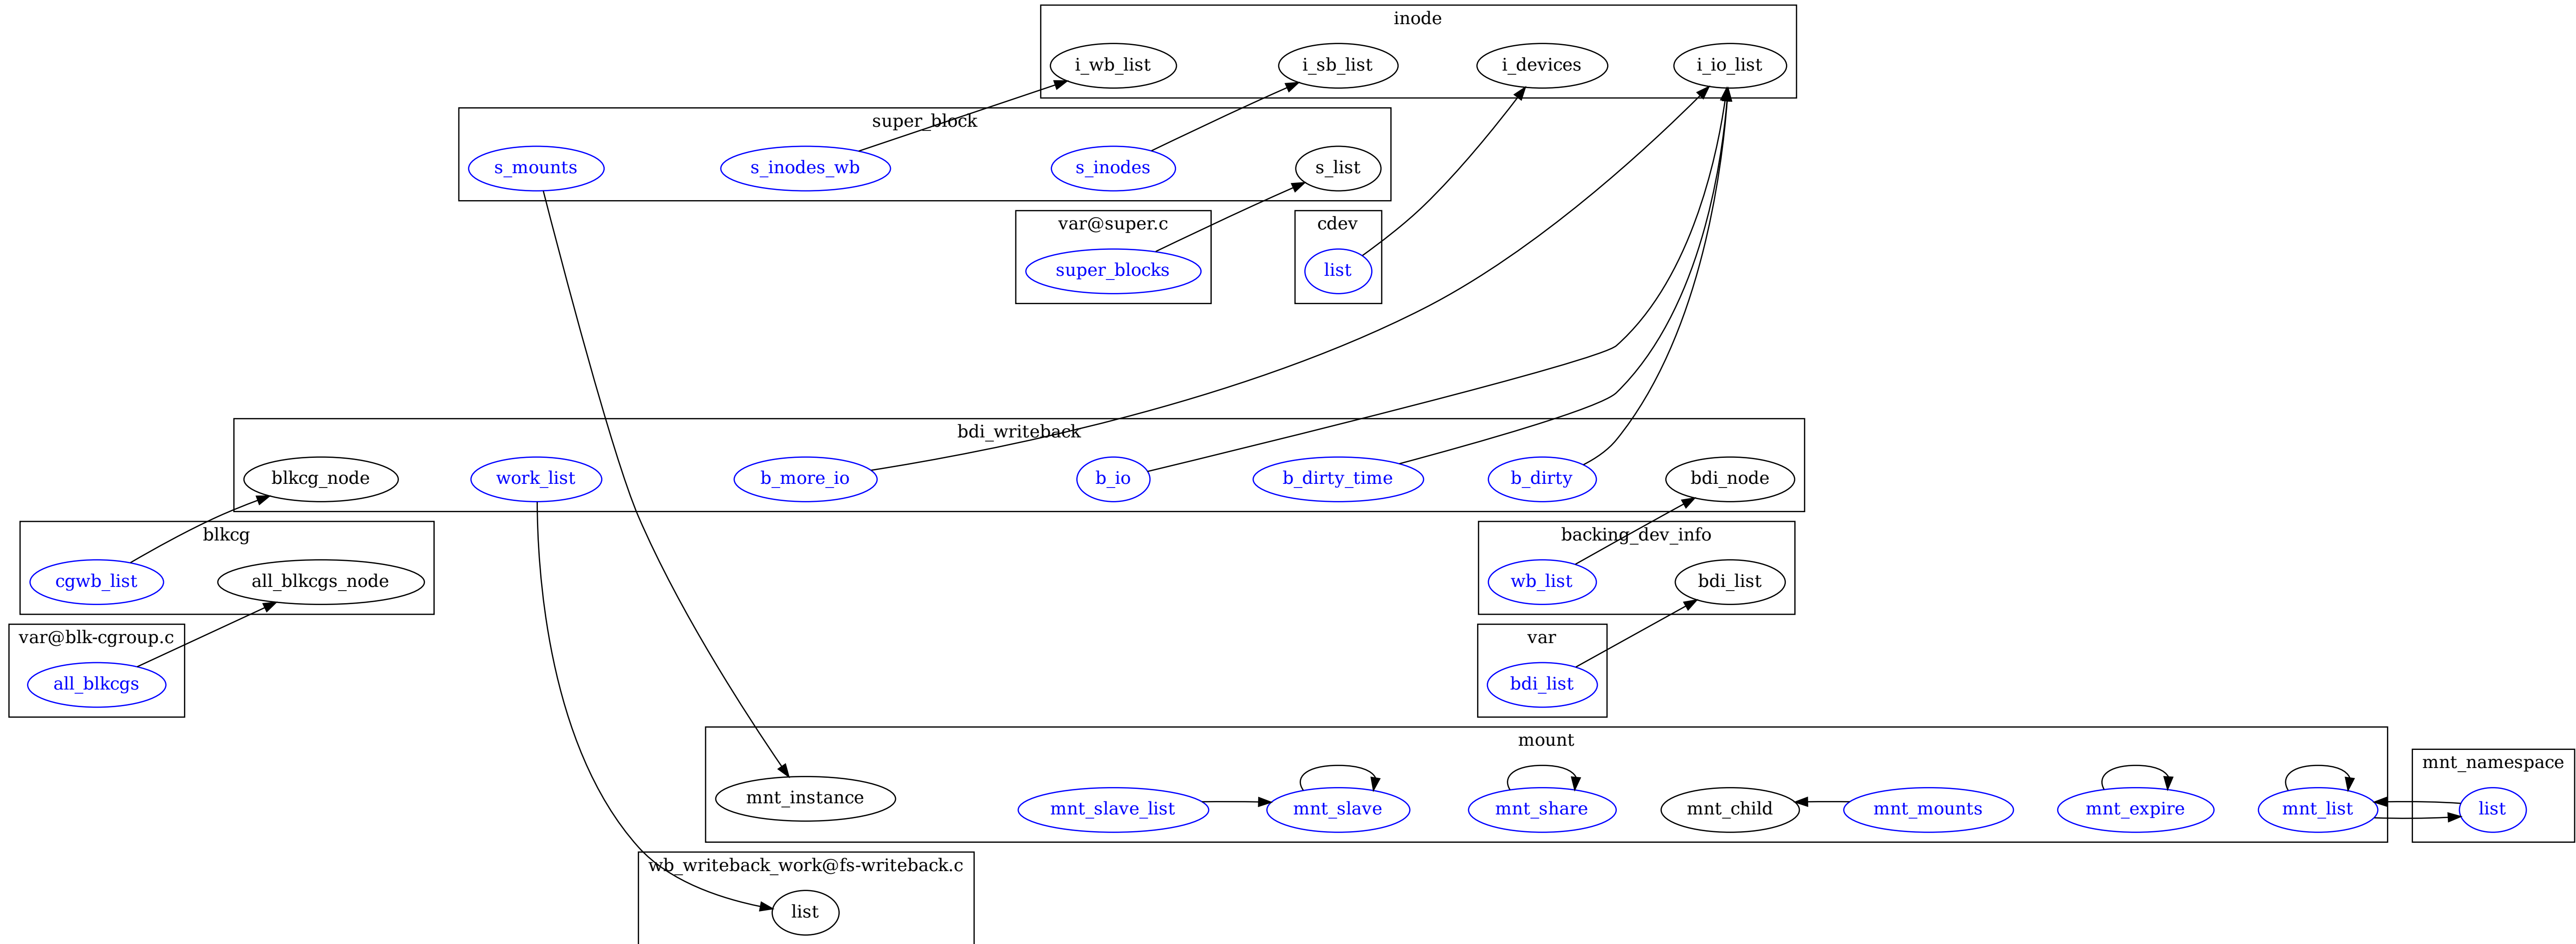 inode
i_wb_list
i_sb_list
i_devices
i_io_list
super_block
s_mounts
s_inodes_wb
s_inodes
s_list
var@super.c
super_blocks
cdev
list
bdi_writeback
blkcg_node
work_list
b_more_io
b_io
b_dirty_time
b_dirty
bdi_node
blkcg
cgwb_list
all_blkcgs_node
backing_dev_info
wb_list
bdi_list
var@blk-cgroup.c
all_blkcgs
var
bdi_list
mount
mnt_instance
mnt_slave_list
mnt_slave
mnt_share
mnt_child
mnt_mounts
mnt_expire
mnt_list
mnt_namespace
list
wb_writeback_work@fs-writeback.c
list